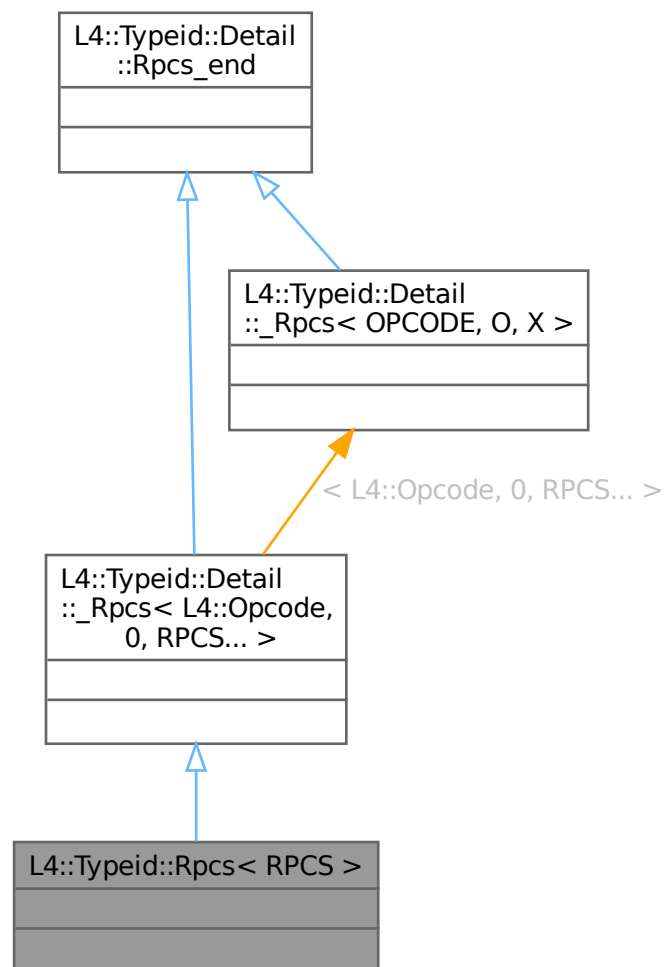 L4::Typeid::Detail
::Rpcs_end
L4::Typeid::Detail
::_Rpcs< OPCODE, O, X >
< L4::Opcode, 0, RPCS... >
L4::Typeid::Detail
::_Rpcs< L4::Opcode,
0, RPCS... >
L4::Typeid::Rpcs< RPCS >